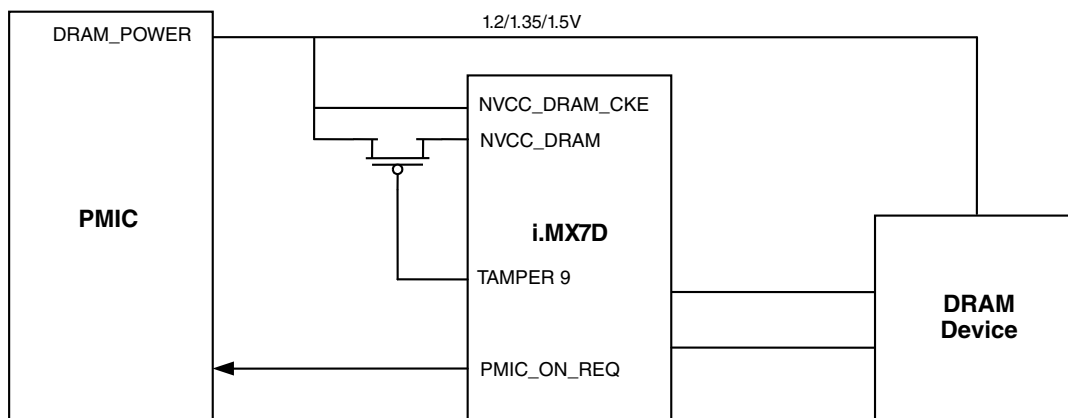 1.2/1.35/1.5V
DRAM_POWER
NVCC_DRAM_CKE
NVCC_DRAM
PMIC
i.MX7D
TAMPER 9
DRAM
Device
PMIC_ON_REQ